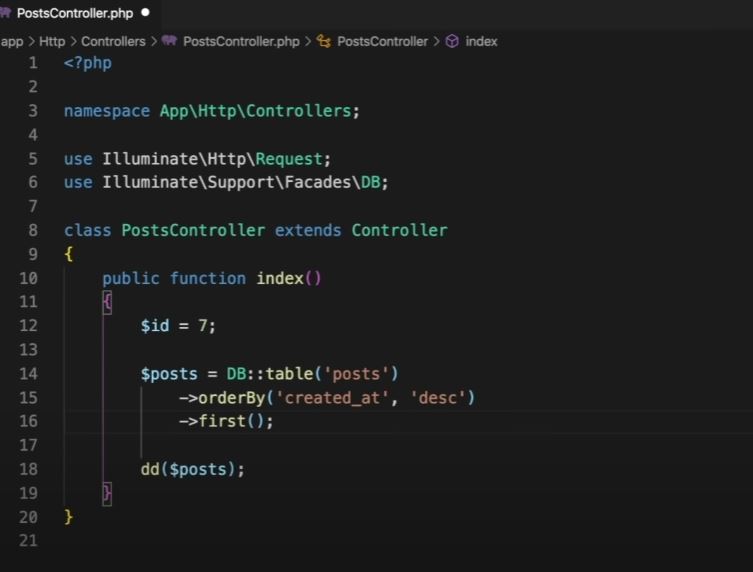 PostsController.php
app > Http > Controllers > PostsController.php > PostsController > index
1 <?php
2
3 namespace App\Http\Controllers;
4
5 use Illuminate\Http\Request;
6 use Illuminate\Support\Facades\DB;
7
8 class PostsController extends Controller
9 {
10     public function index()
11     {
12         $id = 7;
13
14         $posts = DB::table('posts')
15             ->orderBy('created_at', 'desc')
16             ->first();
17
18         dd($posts);
19     }
20 }
21